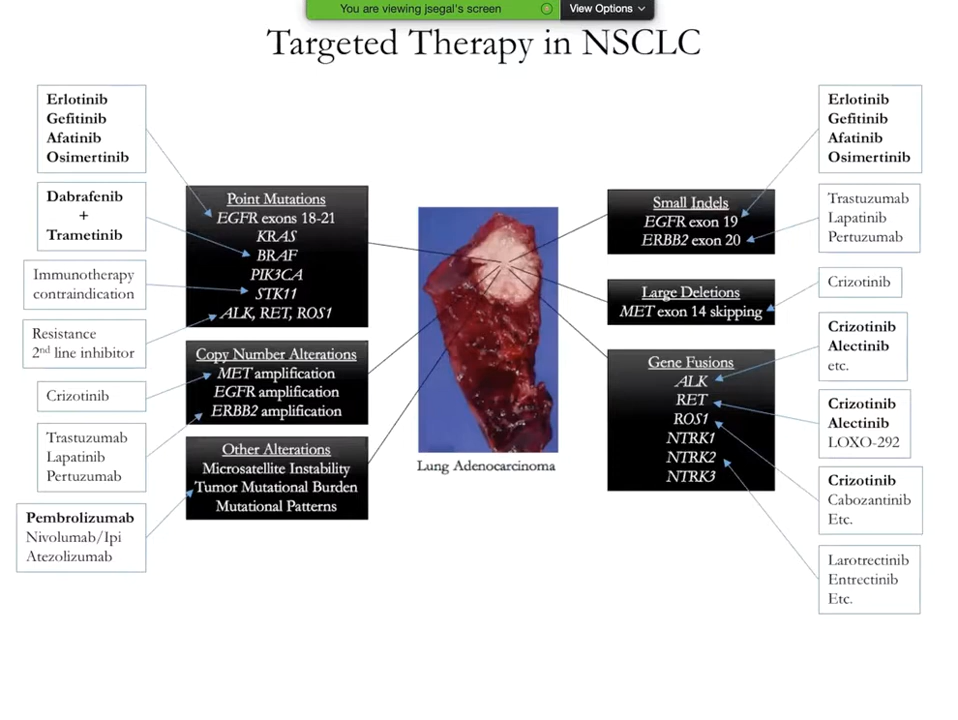 You are viewing jsegal's screen
View Options
Targeted Therapy in NSCLC
Erlotinib
Gefitinib
Afatinib
Osimertinib
Dabrafenib
+
Trametinib
Immunotherapy
contraindication
Resistance
2nd line inhibitor
Crizotinib
Trastuzumab
Lapatinib
Pertuzumab
Pembrolizumab
Nivolumab/Ipi
Atezolizumab
Point Mutations
EGFR exons 18-21
KRAS
BRAF
PIK3CA
STK11
ALK, RET, ROS1
Copy Number Alterations
MET amplification
EGFR amplification
ERBB2 amplification
Other Alterations
Microsatellite Instability
Tumor Mutational Burden
Mutational Patterns
Lung Adenocarcinoma
Small Indels
EGFR exon 19
ERBB2 exon 20
Large Deletions
MET exon 14 skipping
Gene Fusions
ALK
RET
ROS1
NTRK1
NTRK2
NTRK3
Erlotinib
Gefitinib
Afatinib
Osimertinib
Trastuzumab
Lapatinib
Pertuzumab
Crizotinib
Crizotinib
Alectinib
etc.
Crizotinib
Alectinib
LOXO-292
Crizotinib
Cabozantinib
Etc.
Larotrectinib
Entrectinib
Etc.